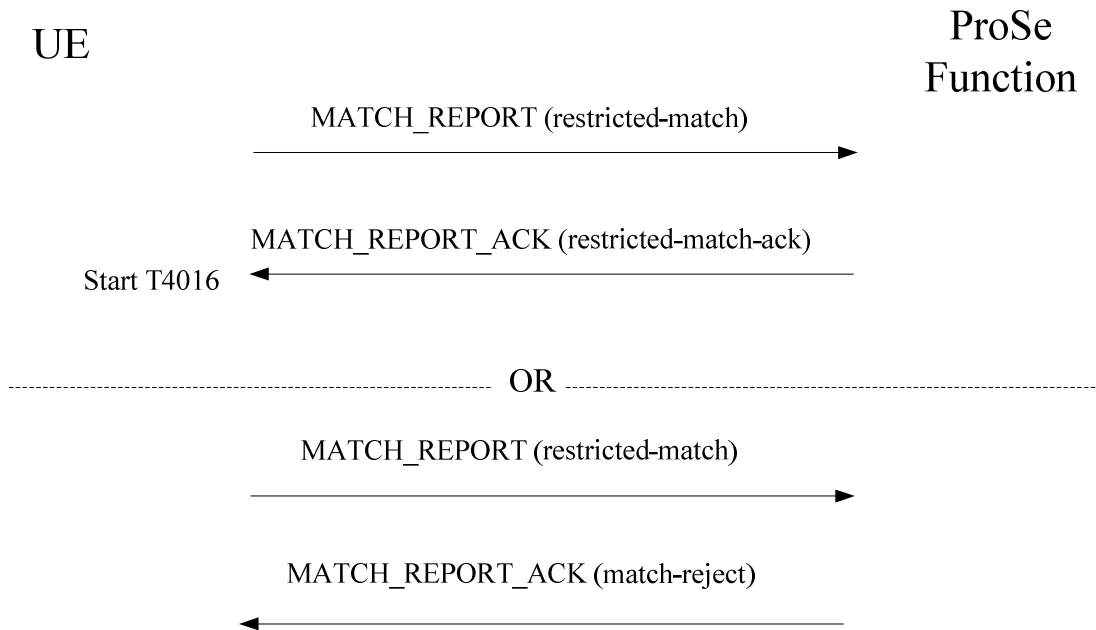 UE
ProSe
Function
MATCH_REPORT (restricted-match)
MATCH_REPORT_ACK (restricted-match-ack)
Start T4016
OR
MATCH_REPORT (restricted-match)
MATCH_REPORT_ACK (match-reject)